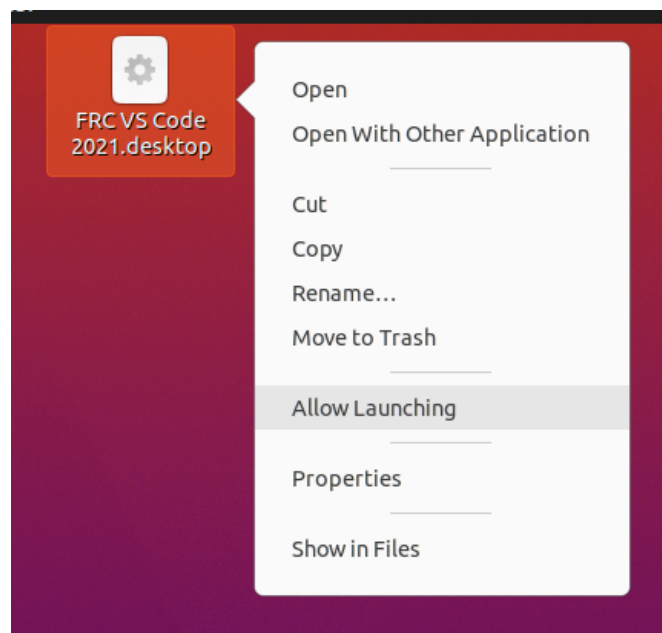 FRC VS Code
2021.desktop
Open
Open With Other Application
Cut
Copy
Rename…
Move to Trash
Allow Launching
Properties
Show in Files